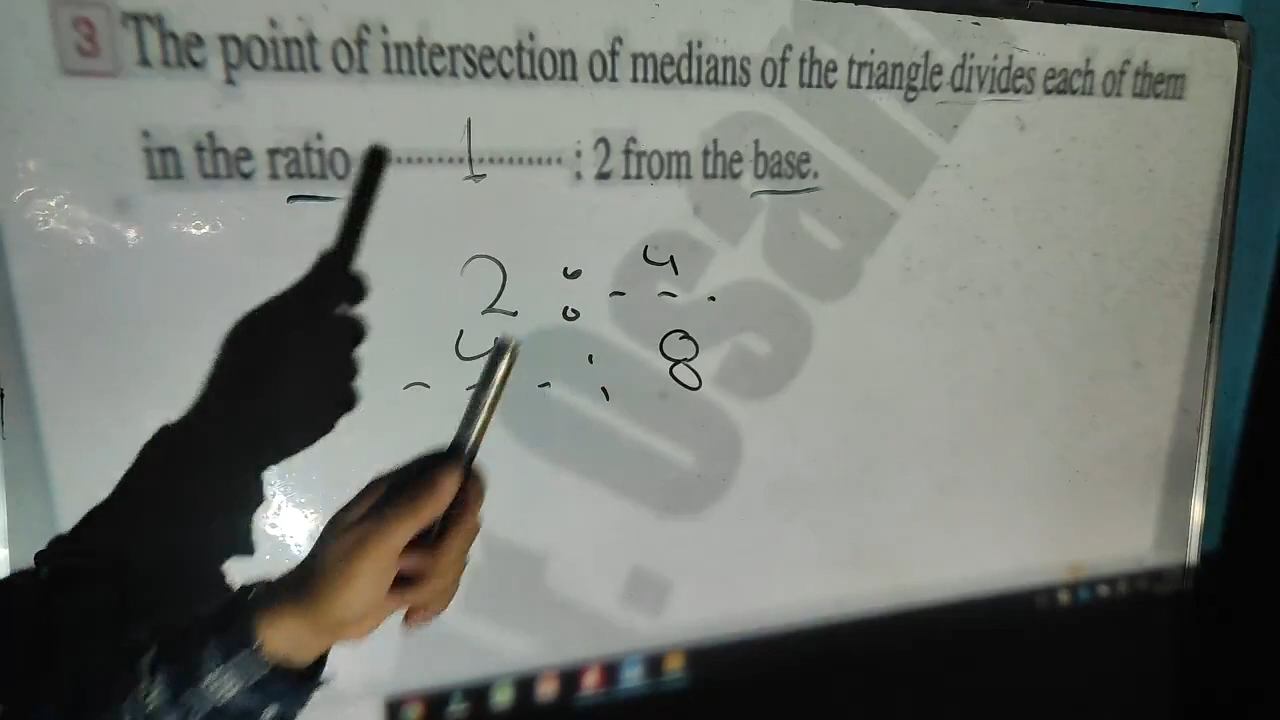 3 The point of intersection of medians of the triangle divides each of them
in the ratio ......1...... : 2 from the base.
2 : 4
4 : 8